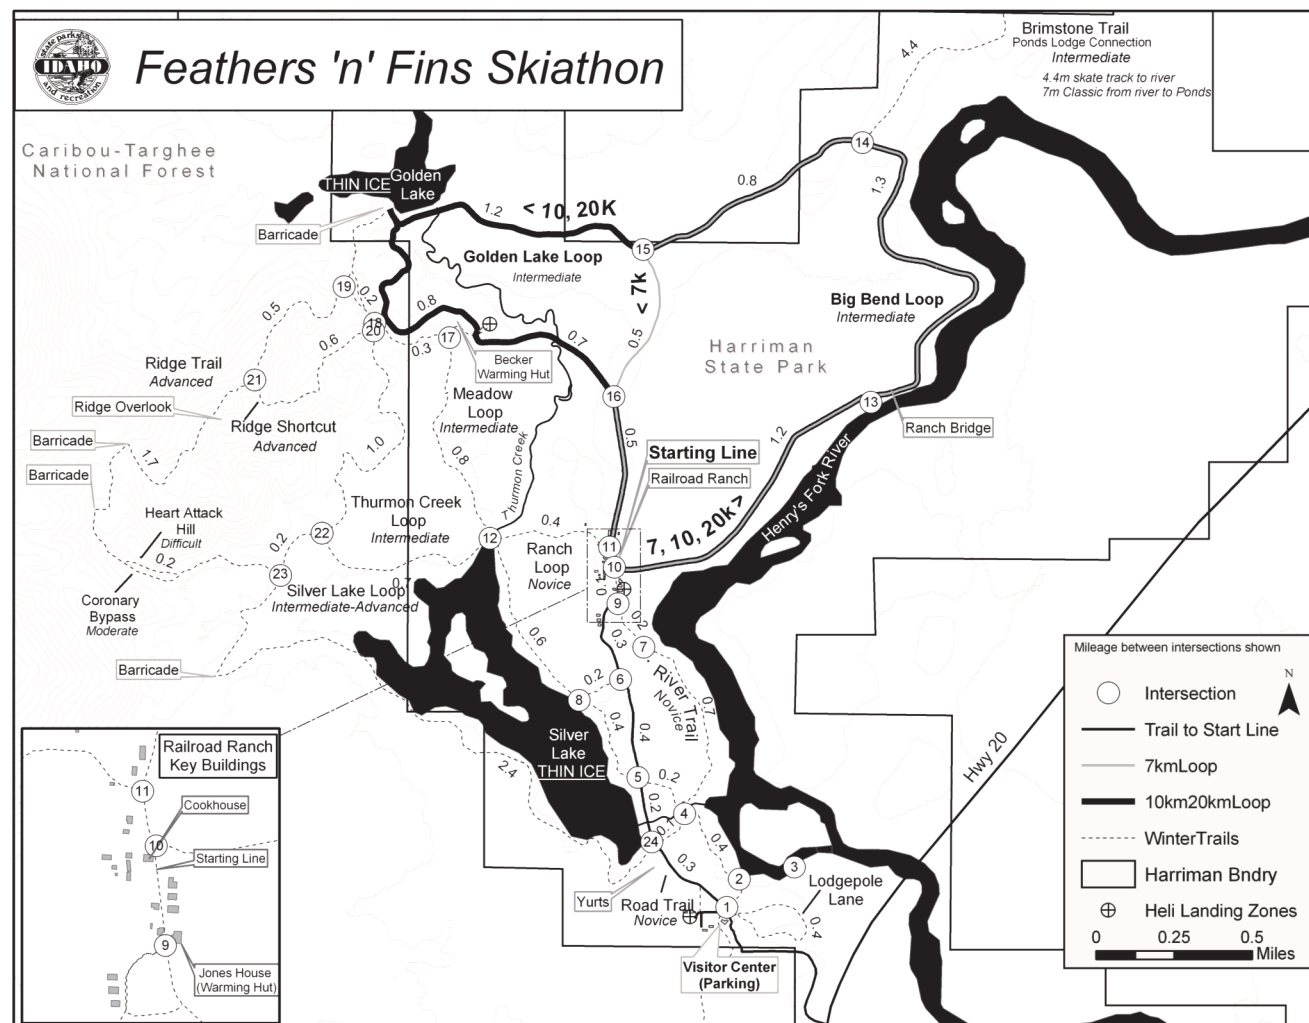 state parks
IDAHO
and recreation
Feathers 'n' Fins Skiathon
Brimstone Trail
Ponds Lodge Connection
Intermediate
4.4m skate track to river
7m Classic from river to Ponds
4.4
Caribou-Targhee
National Forest
THIN ICE
Golden
Lake
Barricade
1.2
< 10, 20K
0.8
14
1.3
15
Golden Lake Loop
Intermediate
< 7k
0.5
Big Bend Loop
Intermediate
19
0.2
0.8
18
20
0.5
0.6
0.3
17
0.7
Becker
Warming Hut
Harriman
State Park
Ridge Trail
Advanced
21
Ridge Overlook
Ridge Shortcut
Advanced
Meadow
Loop
Intermediate
16
13
Ranch Bridge
1.2
0.5
Barricade
1.7
1.0
0.8
Thurmon Creek
Starting Line
Railroad Ranch
Henry's Fork River
Barricade
Heart Attack
Hill
Difficult
0.2
Thurmon Creek
Loop
Intermediate
22
0.2
23
12
0.4
Ranch
Loop
Novice
11
10
7, 10, 20k >
0.1
9
Coronary
Bypass
Moderate
Silver Lake Loop
Intermediate-Advanced
0.7
0.6
0.3
0.2
7
Barricade
0.2
6
8
River Trail
Novice
0.7
0.4
0.4
Silver
Lake
THIN ICE
2.4
5
0.2
0.2
4
24
0.4
0.3
2
3
Lodgepole
Lane
0.4
Yurts
Road Trail
Novice
1
Visitor Center
(Parking)
Hwy 20
Railroad Ranch
Key Buildings
11
Cookhouse
10
Starting Line
9
Jones House
(Warming Hut)
Mileage between intersections shown
N
Intersection
Trail to Start Line
7kmLoop
10km20kmLoop
WinterTrails
Harriman Bndry
Heli Landing Zones
0 0.25 0.5
Miles